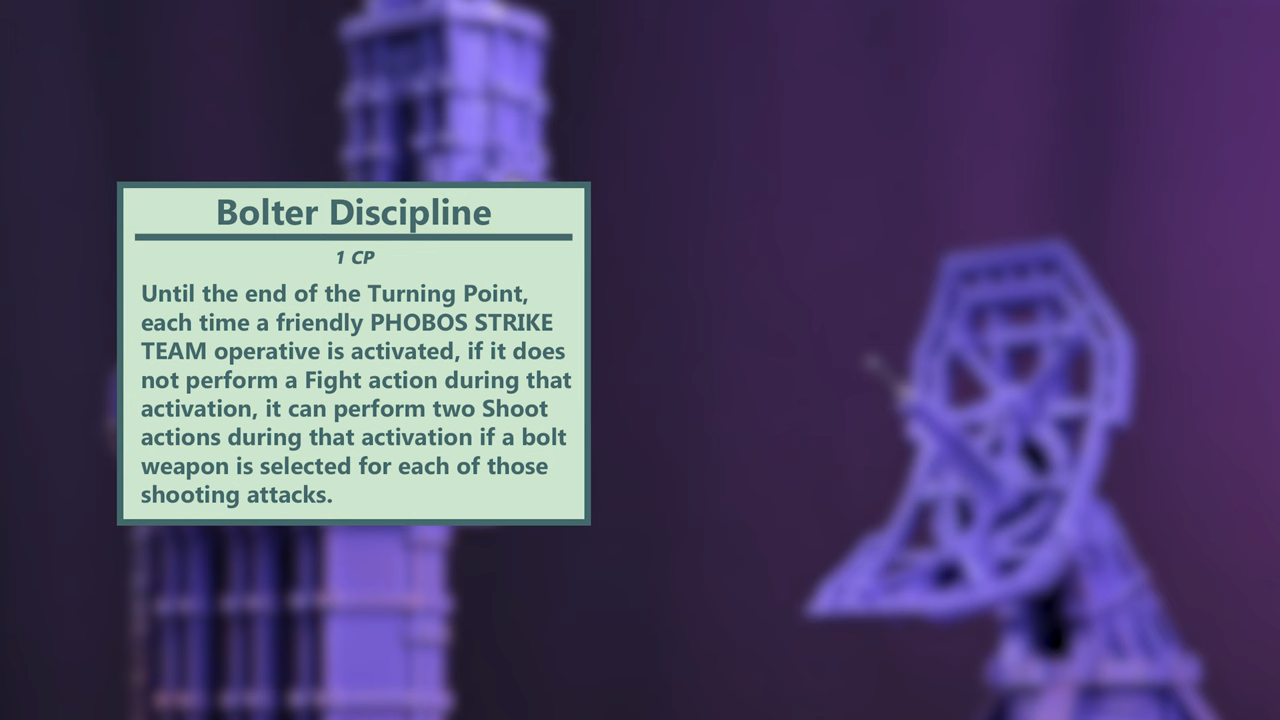 Bolter Discipline
1 CP
Until the end of the Turning Point,
each time a friendly PHOBOS STRIKE
TEAM operative is activated, if it does
not perform a Fight action during that
activation, it can perform two Shoot
actions during that activation if a bolt
weapon is selected for each of those
shooting attacks.